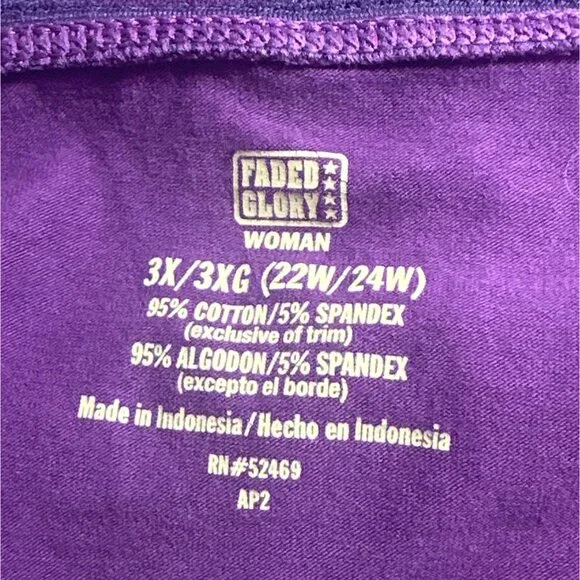 FADED
GLORY
WOMAN
3X/3XG (22W/24W)
95% COTTON/5% SPANDEX
(exclusive of trim)
95% ALGODON/5% SPANDEX
(excepto el borde)
Made in Indonesia/Hecho en Indonesia
RN#52469
AP2